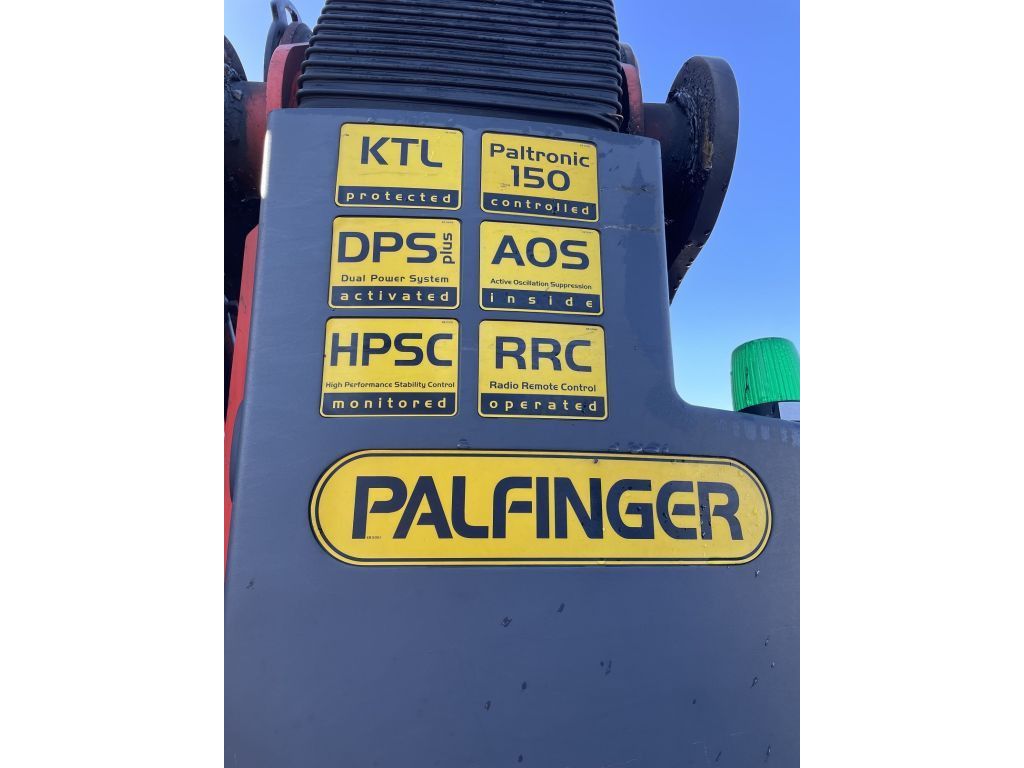 KTL
protected
Paltronic
150
controlled
DPS plus
Dual Power System
activated
AOS
Active Oscillation Suppression
inside
HPSC
High Performance Stability Control
monitored
RRC
Radio Remote Control
operated
PALFINGER